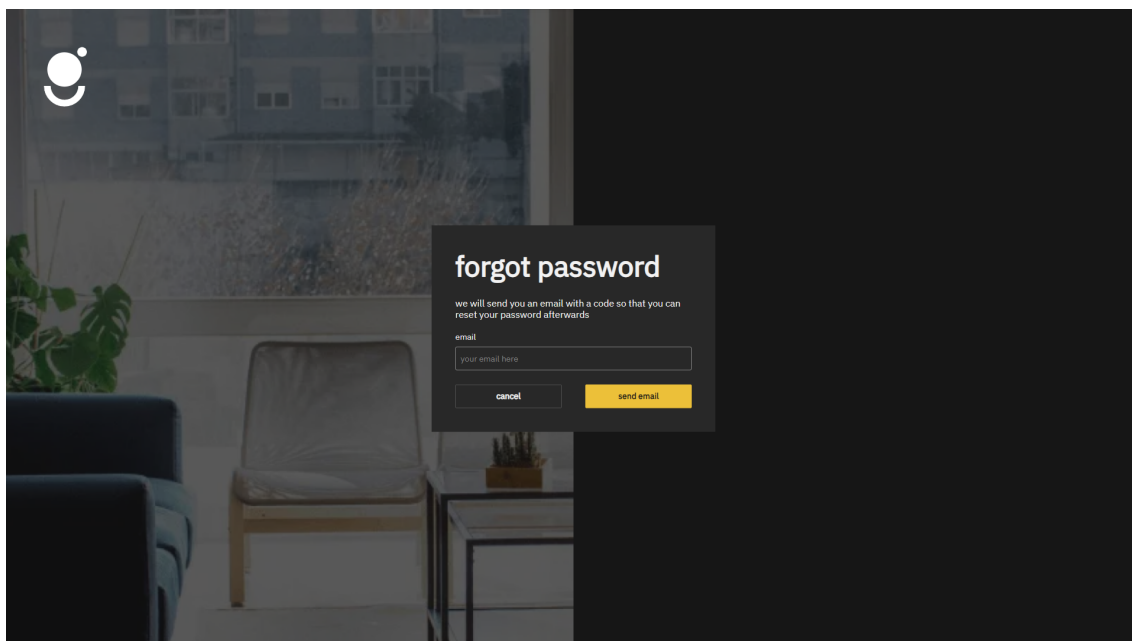 forgot password
we will send you an email with a code so that you can
reset your password afterwards
email
your email here
cancel
send email